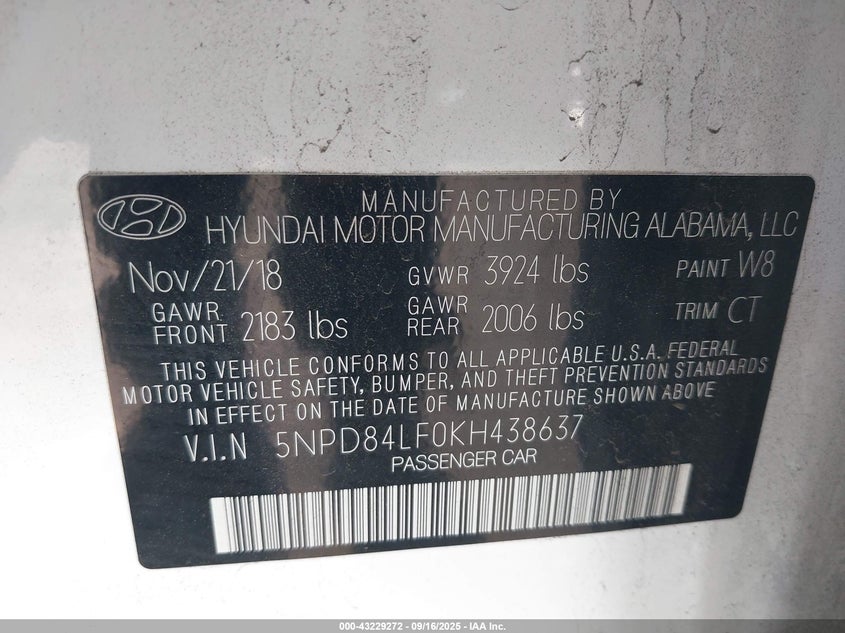 MANUFACTURED BY
HYUNDAI MOTOR MANUFACTURING ALABAMA, LLC
Nov/21/18 GVWR 3924 lbs PAINT W8
GAWR FRONT 2183 lbs GAWR REAR 2006 lbs TRIM CT
THIS VEHICLE CONFORMS TO ALL APPLICABLE U.S.A. FEDERAL
MOTOR VEHICLE SAFETY, BUMPER, AND THEFT PREVENTION STANDARDS
IN EFFECT ON THE DATE OF MANUFACTURE SHOWN ABOVE
V.I.N 5NPD84LF0KH438637
PASSENGER CAR
000-43229272 - 09/16/2025 - IAA Inc.